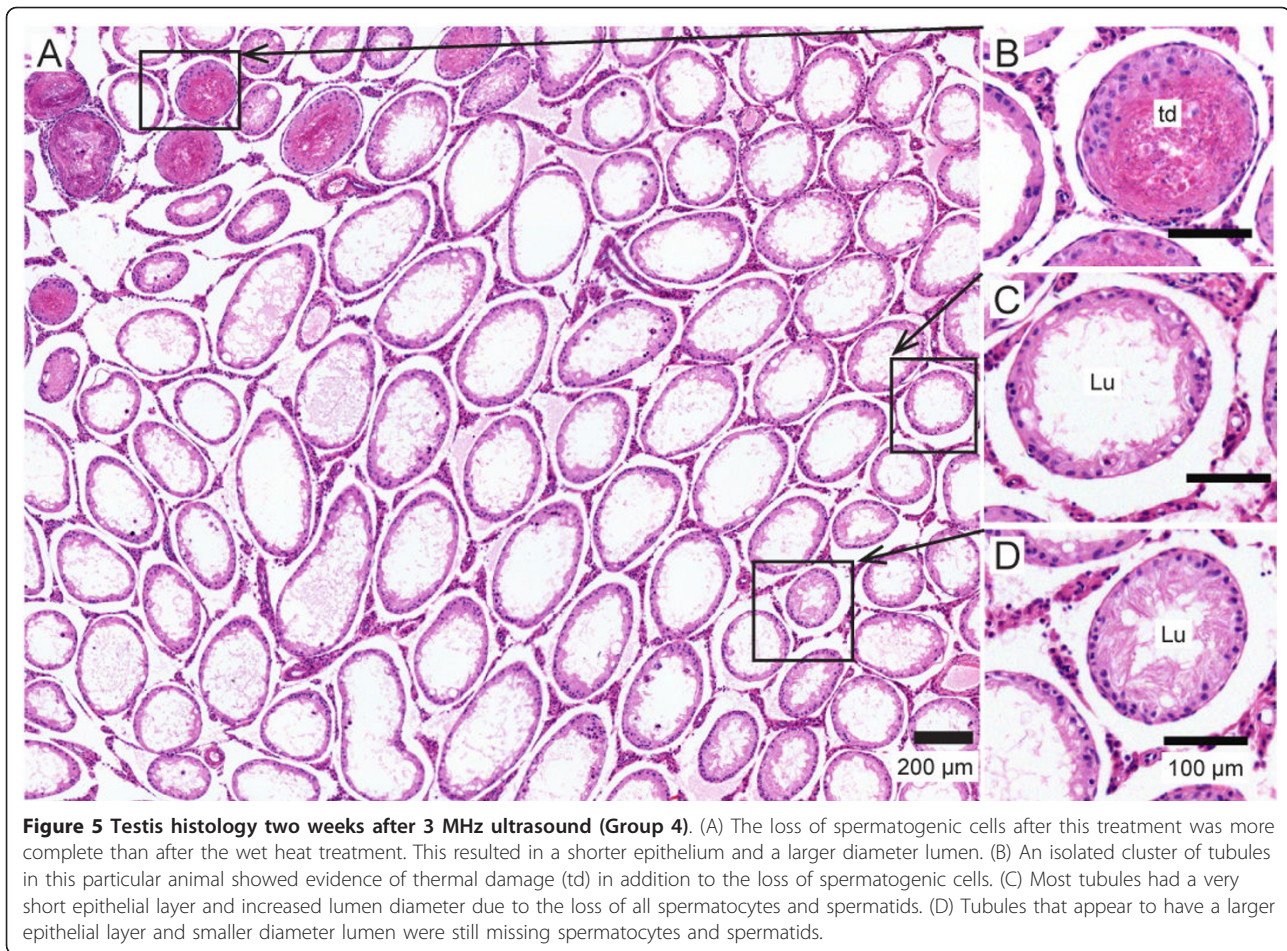 A
B
td
C
Lu
D
Lu
200 µm
100 µm
Figure 5 Testis histology two weeks after 3 MHz ultrasound (Group 4). (A) The loss of spermatogenic cells after this treatment was more
complete than after the wet heat treatment. This resulted in a shorter epithelium and a larger diameter lumen. (B) An isolated cluster of tubules
in this particular animal showed evidence of thermal damage (td) in addition to the loss of spermatogenic cells. (C) Most tubules had a very
short epithelial layer and increased lumen diameter due to the loss of all spermatocytes and spermatids. (D) Tubules that appear to have a larger
epithelial layer and smaller diameter lumen were still missing spermatocytes and spermatids.